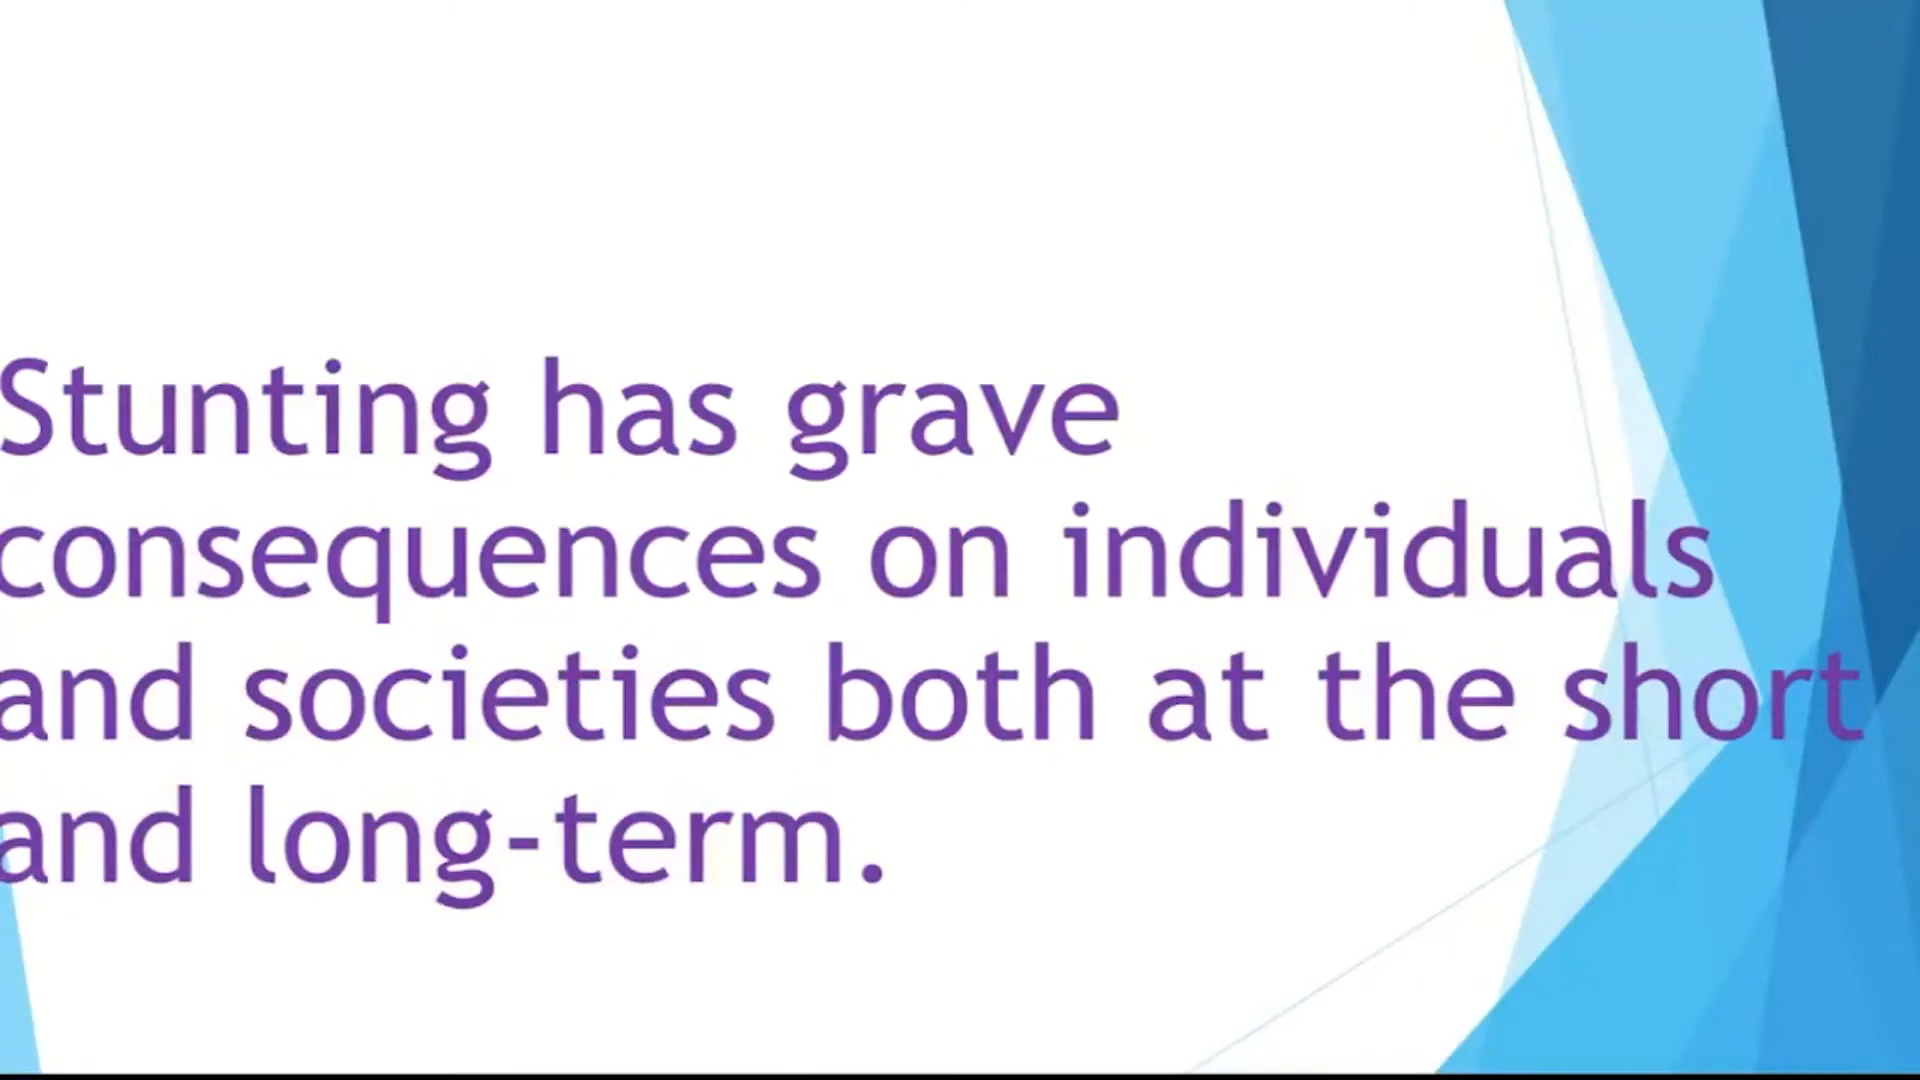 Stunting has grave
consequences on individuals
and societies both at the short
and long-term.